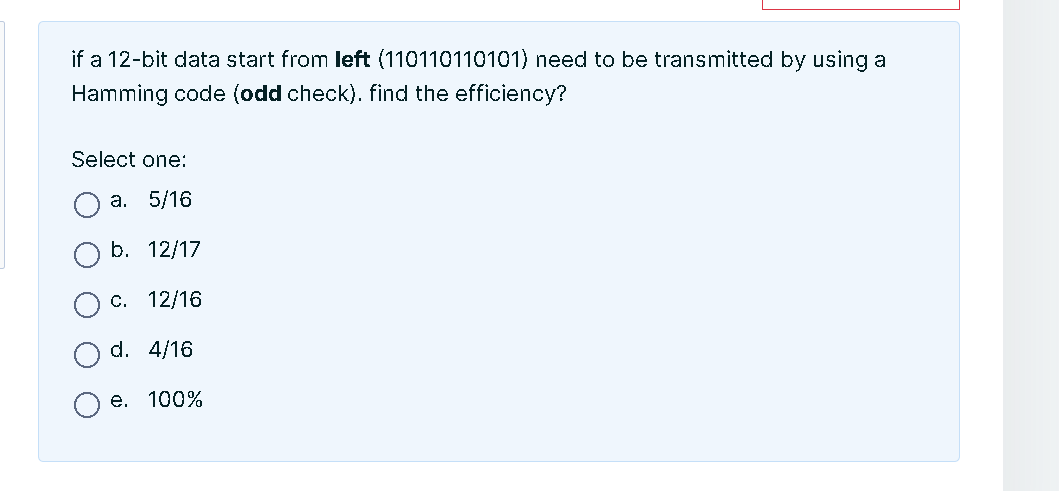 if a 12-bit data start from left (110110110101) need to be transmitted by using a
Hamming code (odd check). find the efficiency?
Select one:
a. 5/16
b. 12/17
c. 12/16
d. 4/16
e. 100%